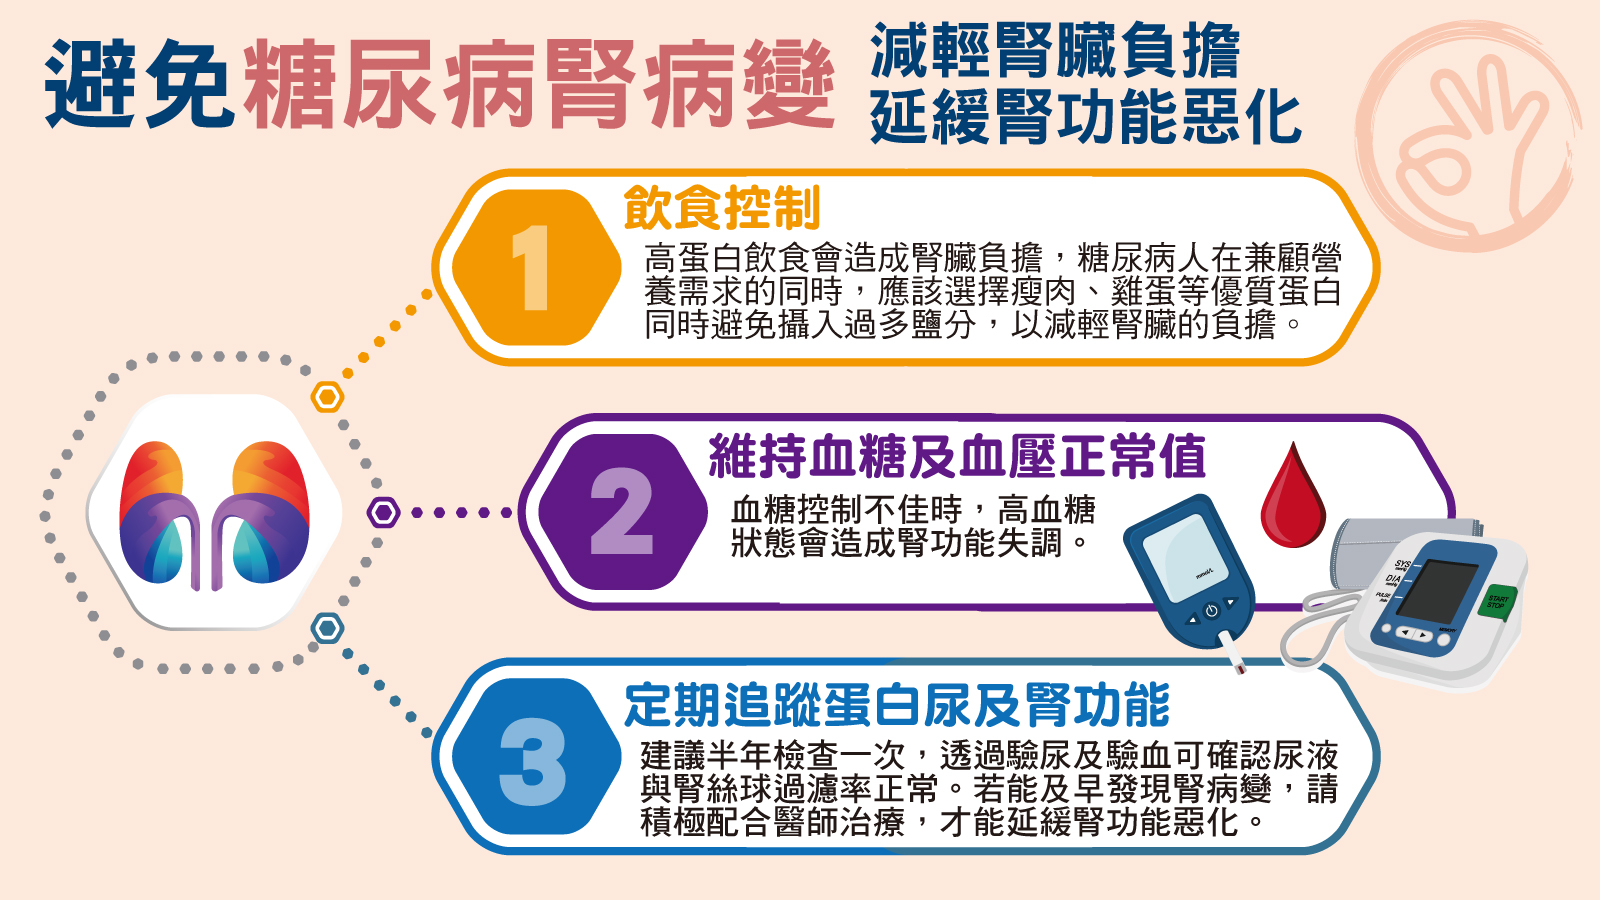 避免糖尿病腎病變
減輕腎臟負擔
延緩腎功能惡化
1
飲食控制
高蛋白飲食會造成腎臟負擔，糖尿病人在兼顧營
養需求的同時，應該選擇瘦肉、雞蛋等優質蛋白
同時避免攝入過多鹽分，以減輕腎臟的負擔。
2
維持血糖及血壓正常值
血糖控制不佳時，高血糖
狀態會造成腎功能失調。
mmol/L
SYS
mmHg
DIA
mmHg
PULSE
/min
START
STOP
MEMORY
3
定期追蹤蛋白尿及腎功能
建議半年檢查一次，透過驗尿及驗血可確認尿液
與腎絲球過濾率正常。若能及早發現腎病變，請
積極配合醫師治療，才能延緩腎功能惡化。